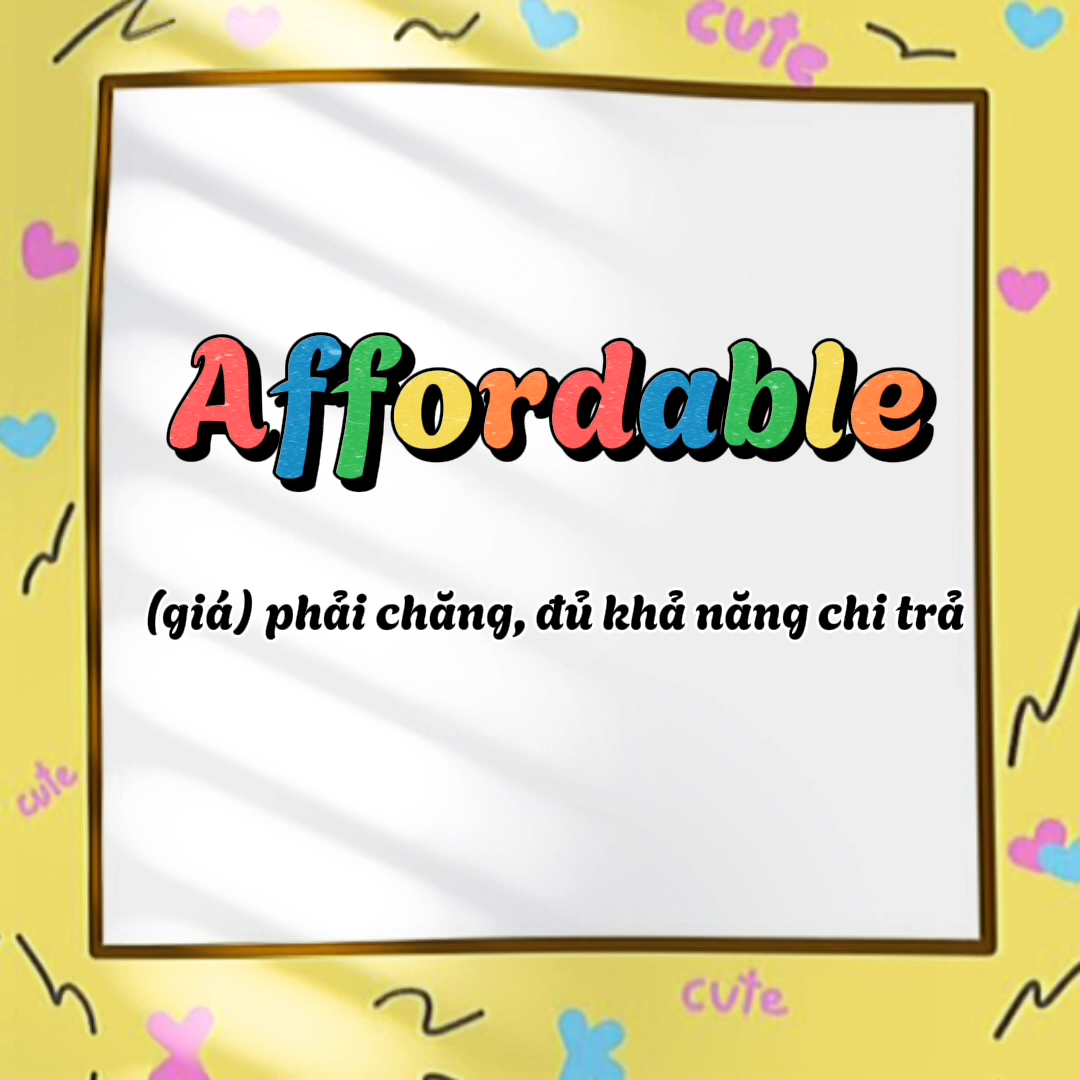 cute
Affordable
(giá) phải chăng, đủ khả năng chi trả
cute
cute